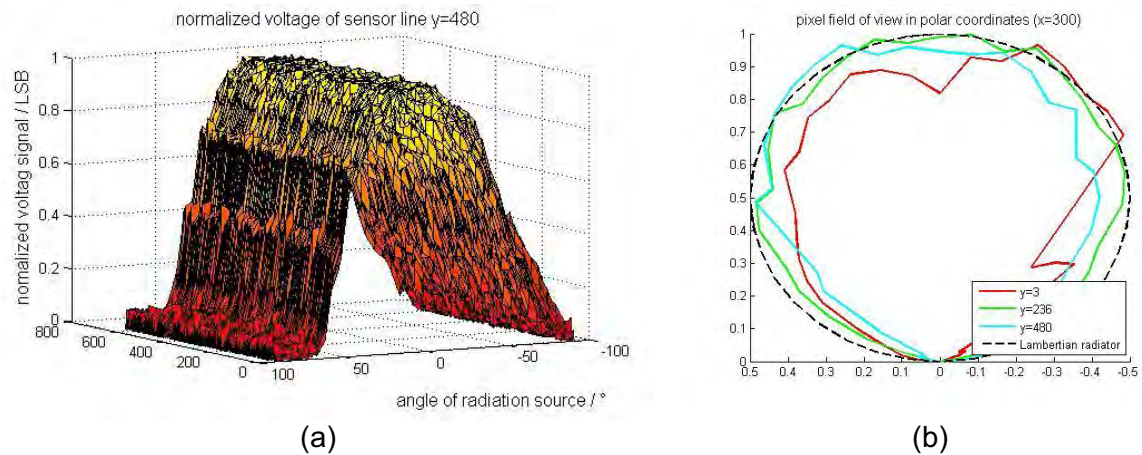 normalized voltage of sensor line y=480
1
0.8
0.6
0.4
0.2
0
normalized voltag signal / LSB
800
600
400
200
0
100
50
0
-50
-100
angle of radiation source / °
(a)
pixel field of view in polar coordinates (x=300)
1
0.9
0.8
0.7
0.6
0.5
0.4
0.3
0.2
0.1
0
0.5 0.4 0.3 0.2 0.1 0 -0.1 -0.2 -0.3 -0.4 -0.5
y=3
y=236
y=480
Lambertian radiator
(b)